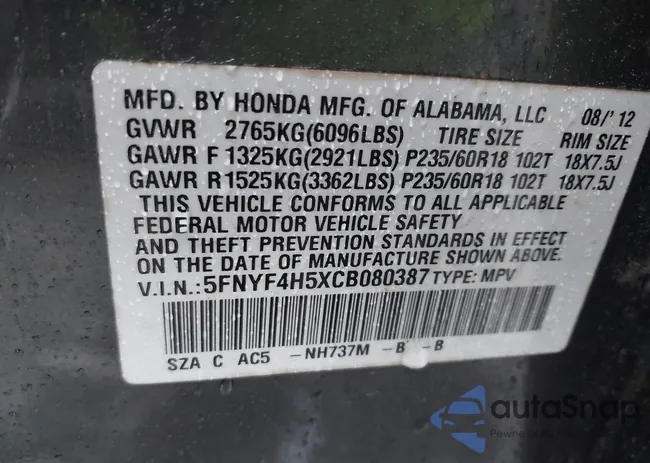 MFD. BY HONDA MFG. OF ALABAMA, LLC 08/'12
GVWR 2765KG(6096LBS) TIRE SIZE RIM SIZE
GAWR F 1325KG(2921LBS) P235/60R18 102T 18X7.5J
GAWR R 1525KG(3362LBS) P235/60R18 102T 18X7.5J
THIS VEHICLE CONFORMS TO ALL APPLICABLE
FEDERAL MOTOR VEHICLE SAFETY
AND THEFT PREVENTION STANDARDS IN EFFECT
ON THE DATE OF MANUFACTURE SHOWN ABOVE.
V.I.N.:5FNYF4H5XCB080387 TYPE: MPV
SZA C AC5 -NH737M -B -B
autoSnap